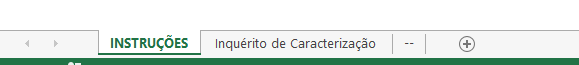 INSTRUÇÕES Inquérito de Caracterização --